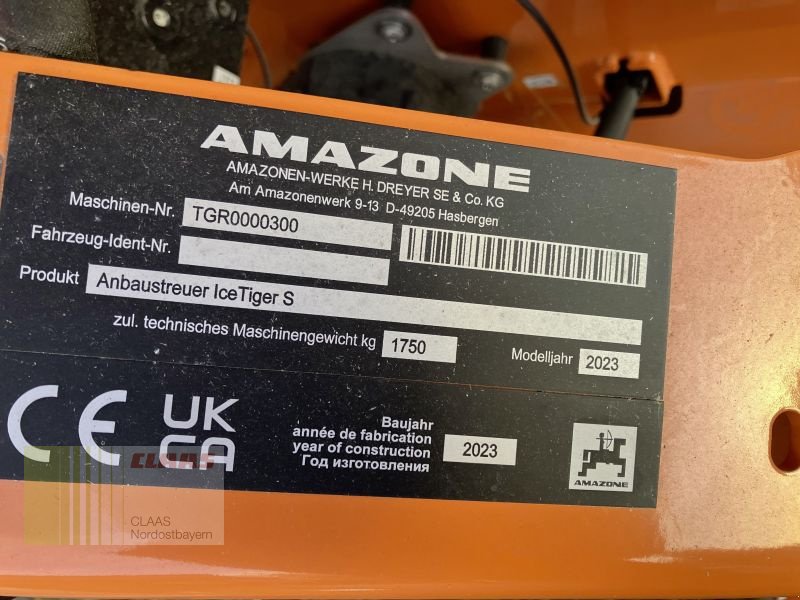 AMAZONE
AMAZONEN-WERKE H. DREYER SE & Co. KG
Am Amazonenwerk 9-13 D-49205 Hasbergen
Maschinen-Nr. TGR0000300
Fahrzeug-Ident-Nr.
Produkt Anbaustreuer IceTiger S
zul. technisches Maschinengewicht kg 1750
Modelljahr 2023
CE
UK
CA
Baujahr
année de fabrication
year of construction
Год изготовления
2023
AMAZONE
CLAAS
CLAAS
Nordostbayern